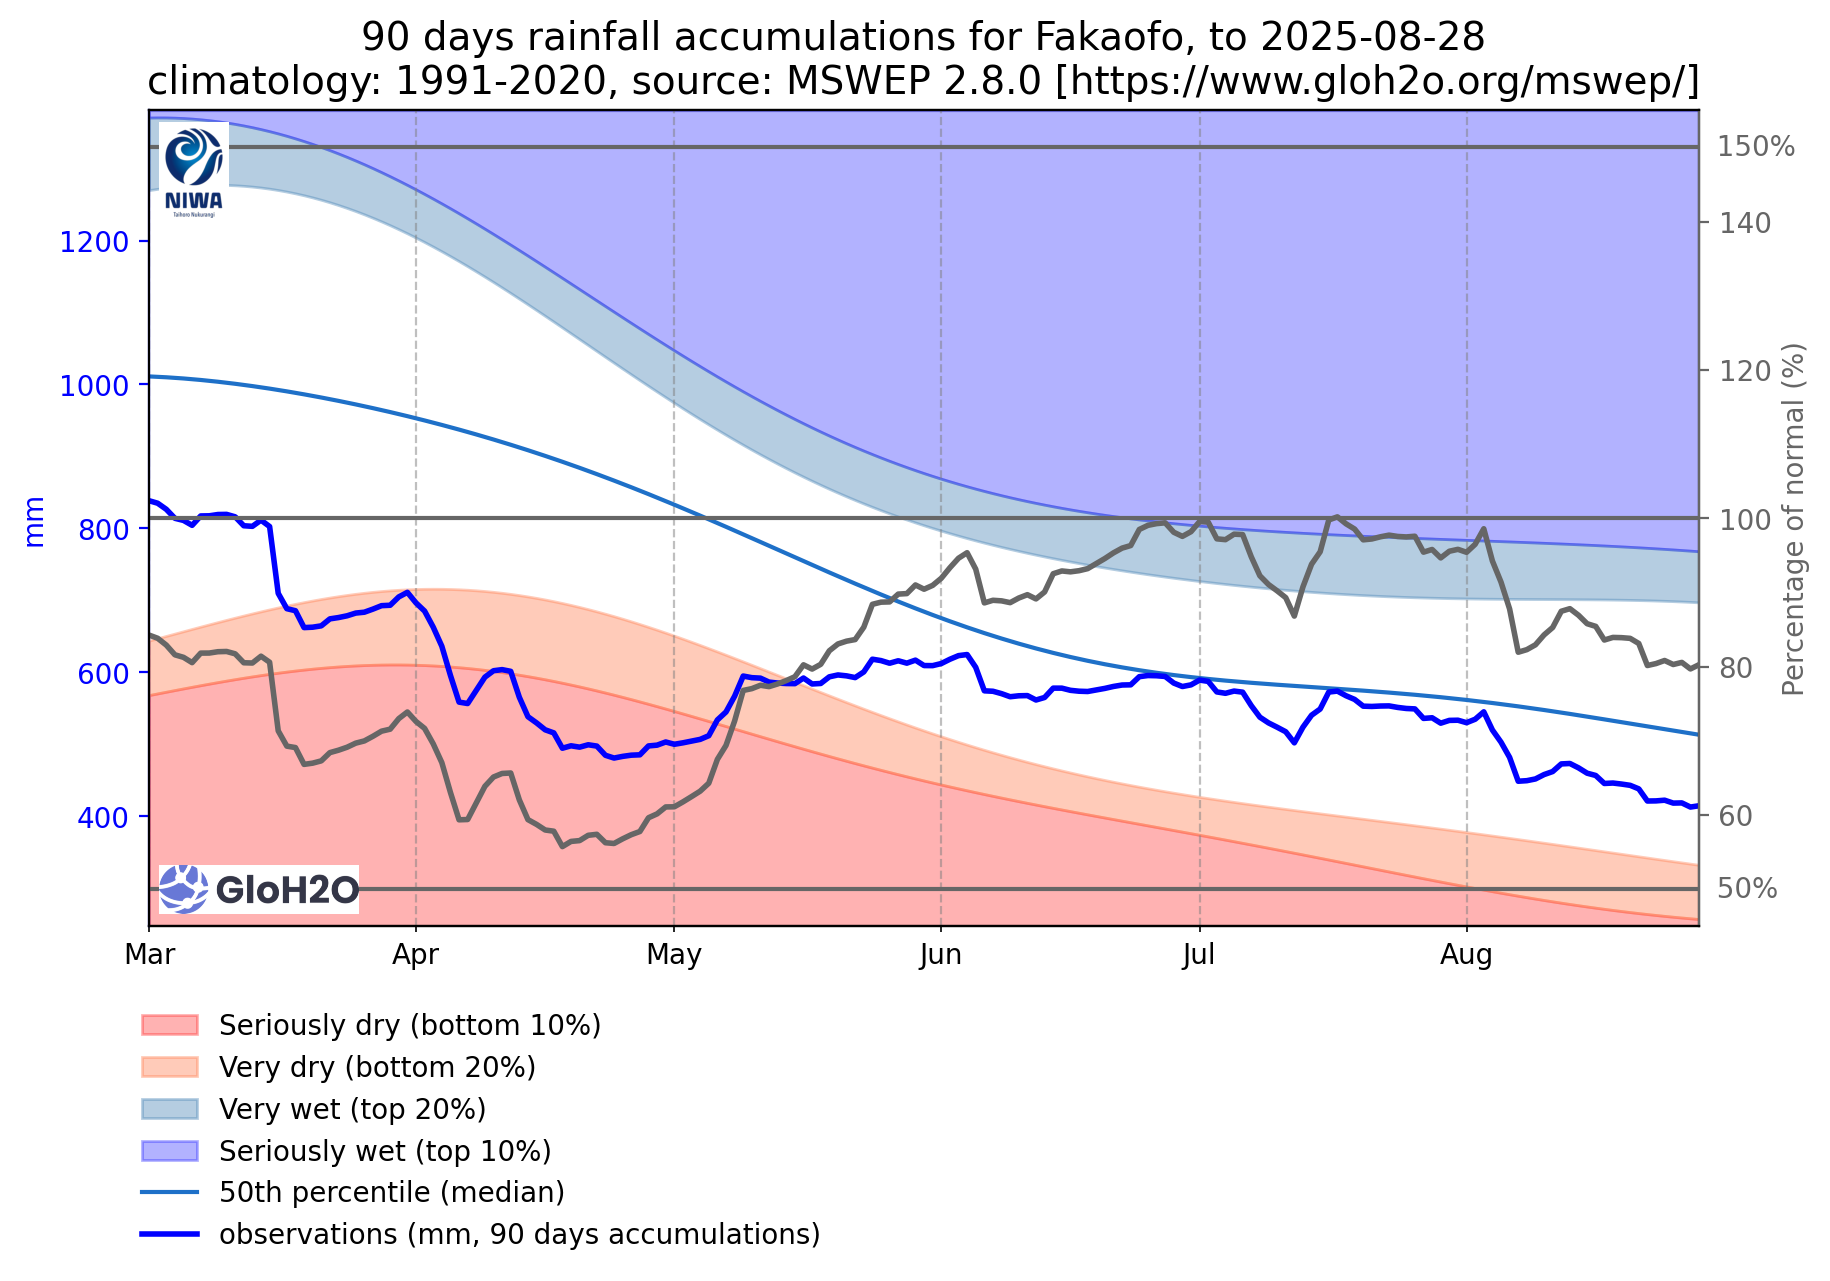 90 days rainfall accumulations for Fakaofo, to 2025-08-28
climatology: 1991-2020, source: MSWEP 2.8.0 [https://www.gloh2o.org/mswep/]
NIWA
Taihoro Nukurangi
150%
140
120
100
80
60
50%
Percentage of normal (%)
1200
1000
800
600
400
mm
GloH2O
Mar
Apr
May
Jun
Jul
Aug
Seriously dry (bottom 10%)
Very dry (bottom 20%)
Very wet (top 20%)
Seriously wet (top 10%)
50th percentile (median)
observations (mm, 90 days accumulations)